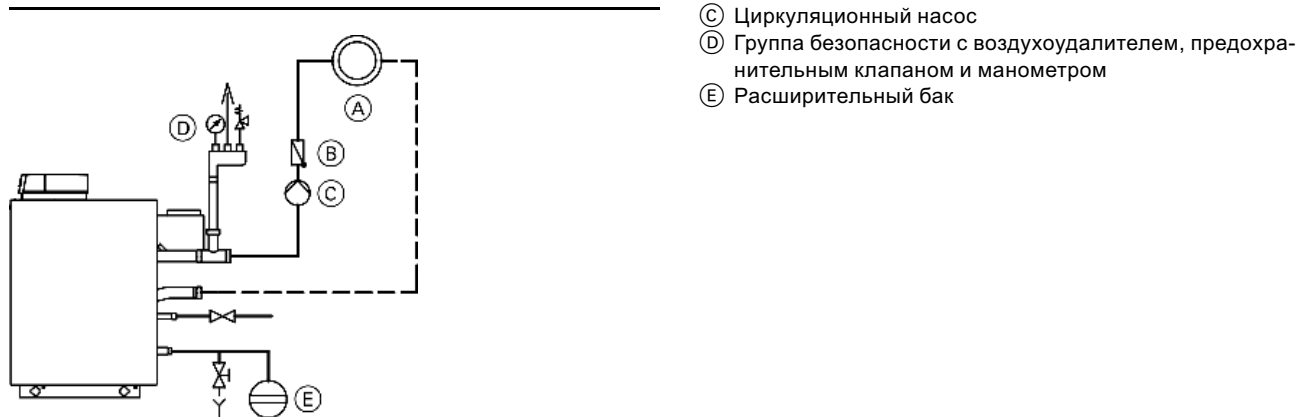 Ⓒ Циркуляционный насос
Ⓓ Группа безопасности с воздухоудалителем, предохра-
нительным клапаном и манометром
Ⓔ Расширительный бак
Ⓐ
Ⓓ
Ⓑ
Ⓒ
Ⓔ